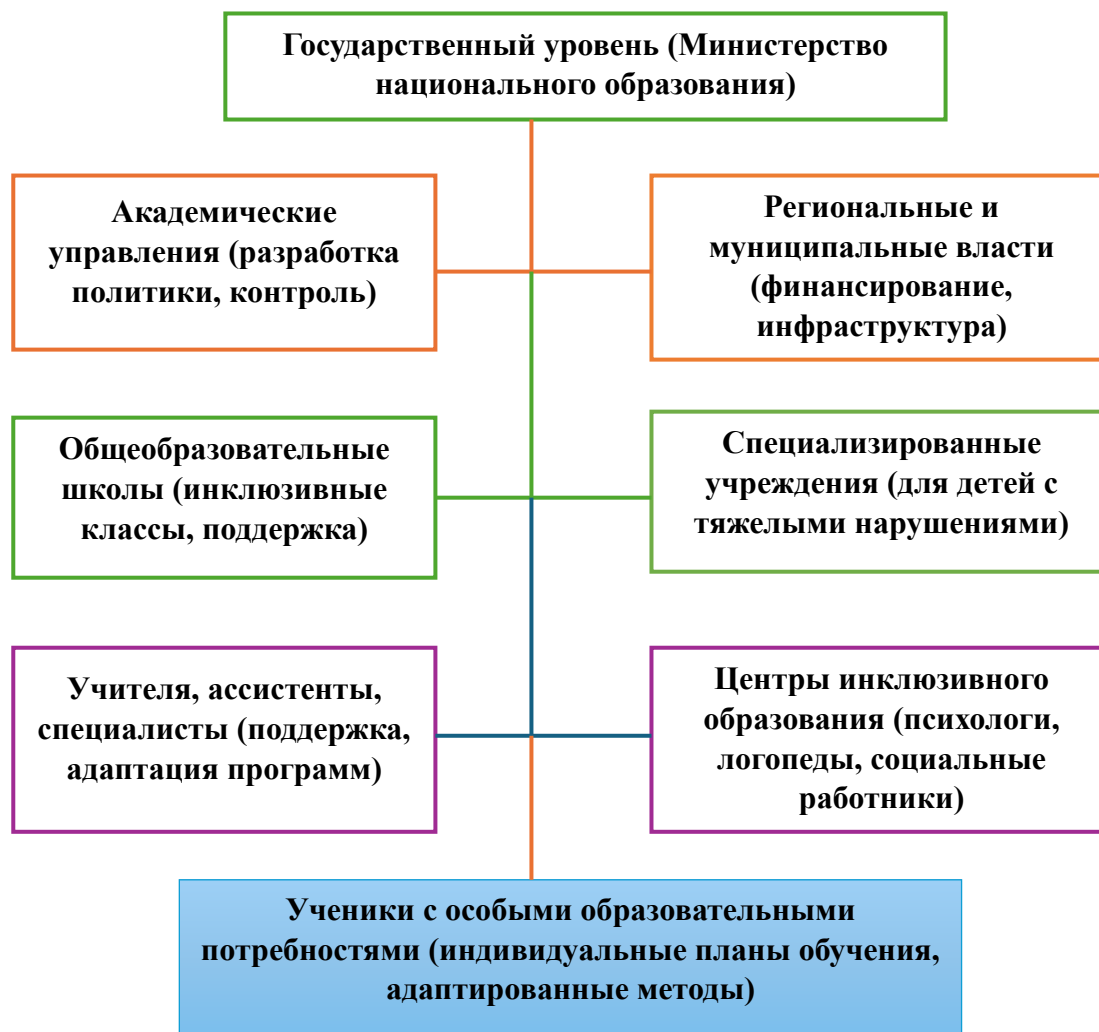 Государственный уровень (Министерство
национального образования)
Академические
управления (разработка
политики, контроль)
Региональные и
муниципальные власти
(финансирование,
инфраструктура)
Общеобразовательные
школы (инклюзивные
классы, поддержка)
Специализированные
учреждения (для детей с
тяжелыми нарушениями)
Учителя, ассистенты,
специалисты (поддержка,
адаптация программ)
Центры инклюзивного
образования (психологи,
логопеды, социальные
работники)
Ученики с особыми образовательными
потребностями (индивидуальные планы обучения,
адаптированные методы)